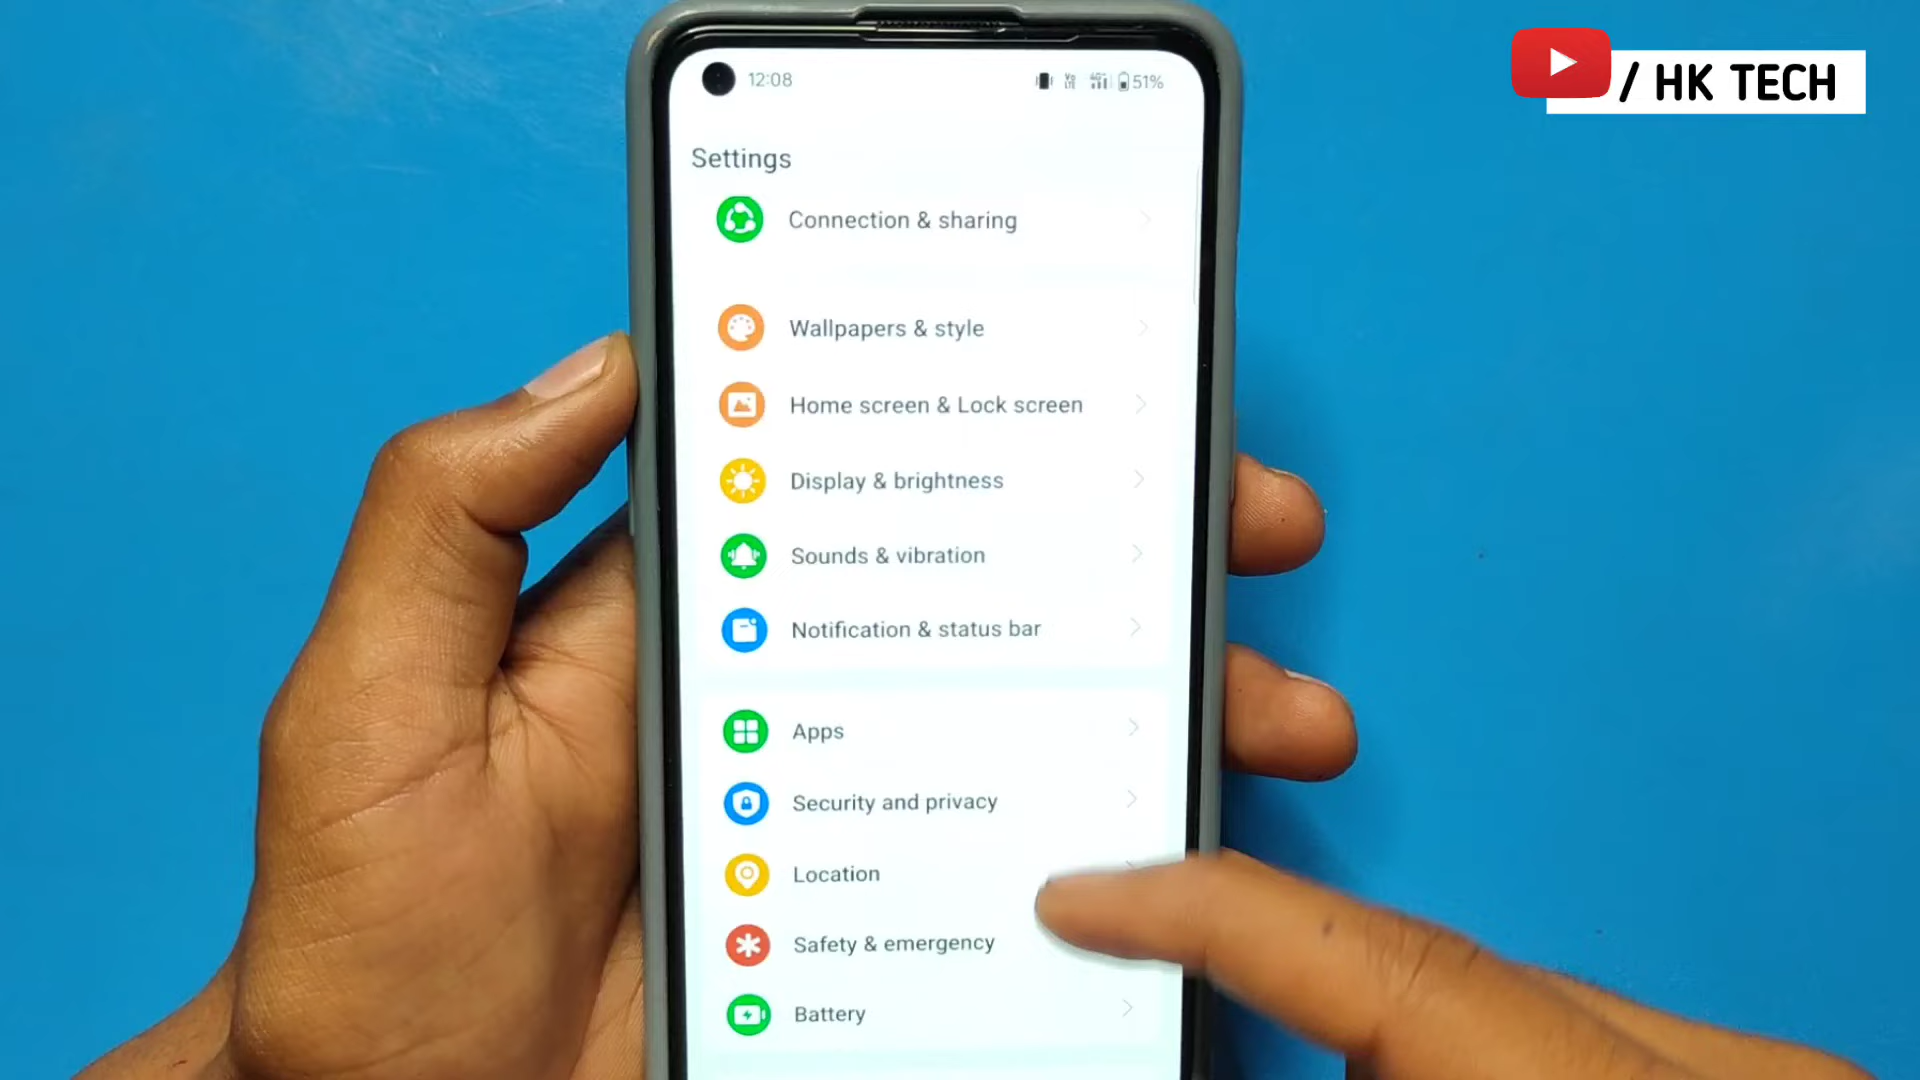 / HK TECH
12:08
51%
Settings
Connection & sharing
Wallpapers & style
Home screen & Lock screen
Display & brightness
Sounds & vibration
Notification & status bar
Apps
Security and privacy
Location
Safety & emergency
Battery